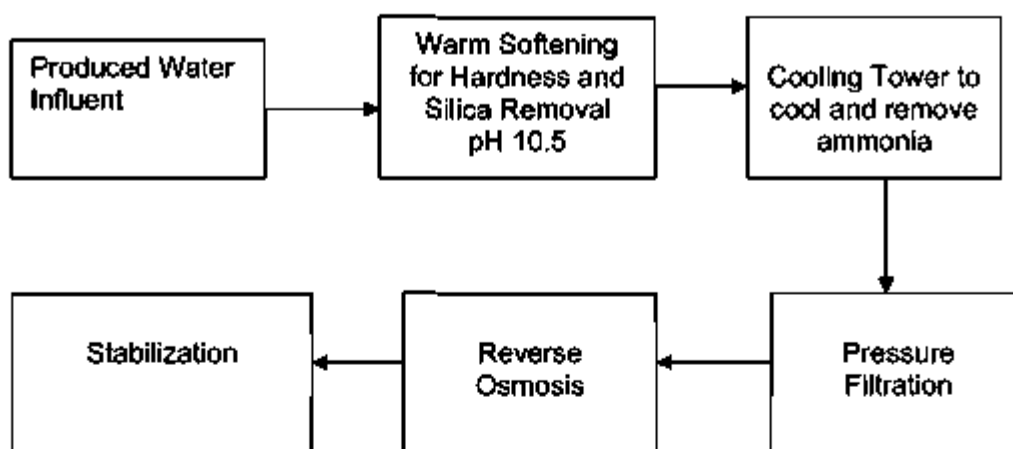 Produced Water
Influent
Warm Softening
for Hardness and
Silica Removal
pH 10.5
Cooling Tower to
cool and remove
ammonia
Stabilization
Reverse
Osmosis
Pressure
Filtration